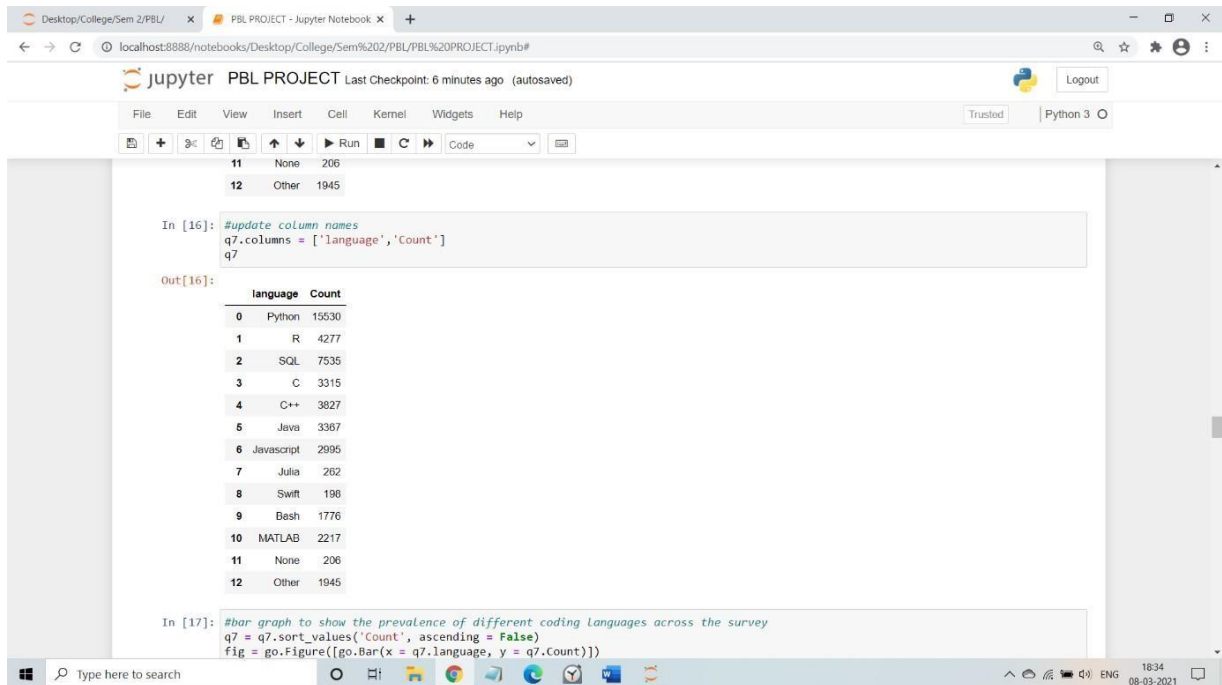 Desktop/College/Sem 2/PBL/
PBL PROJECT - Jupyter Notebook
localhost:8888/notebooks/Desktop/College/Sem%202/PBL/PBL%20PROJECT.ipynb#
jupyter PBL PROJECT Last Checkpoint: 6 minutes ago (autosaved)
Logout
File Edit View Insert Cell Kernel Widgets Help
Trusted
Python 3
Run
Code
11 None 206
12 Other 1945
In [16]: #update column names
q7.columns = ['language','Count']
q7
Out[16]:
language Count
0 Python 15530
1 R 4277
2 SQL 7535
3 C 3315
4 C++ 3827
5 Java 3367
6 Javascript 2995
7 Julia 262
8 Swift 198
9 Bash 1776
10 MATLAB 2217
11 None 206
12 Other 1945
In [17]: #bar graph to show the prevalence of different coding languages across the survey
q7 = q7.sort_values('Count', ascending = False)
fig = go.Figure([go.Bar(x = q7.language, y = q7.Count)])
Type here to search
ENG
18:34
08-03-2021